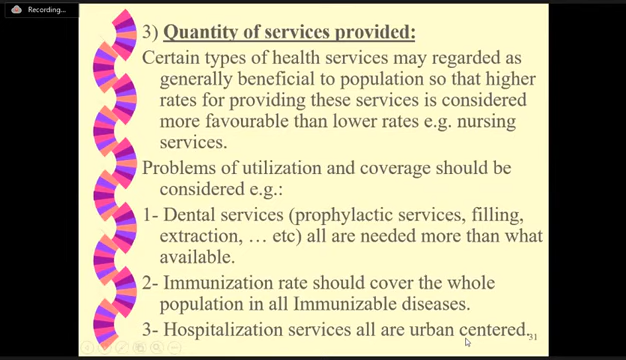 Recording...
3) Quantity of services provided:
Certain types of health services may regarded as
generally beneficial to population so that higher
rates for providing these services is considered
more favourable than lower rates e.g. nursing
services.
Problems of utilization and coverage should be
considered e.g.:
1- Dental services (prophylactic services, filling,
extraction, … etc) all are needed more than what
available.
2- Immunization rate should cover the whole
population in all Immunizable diseases.
3- Hospitalization services all are urban centered.
31